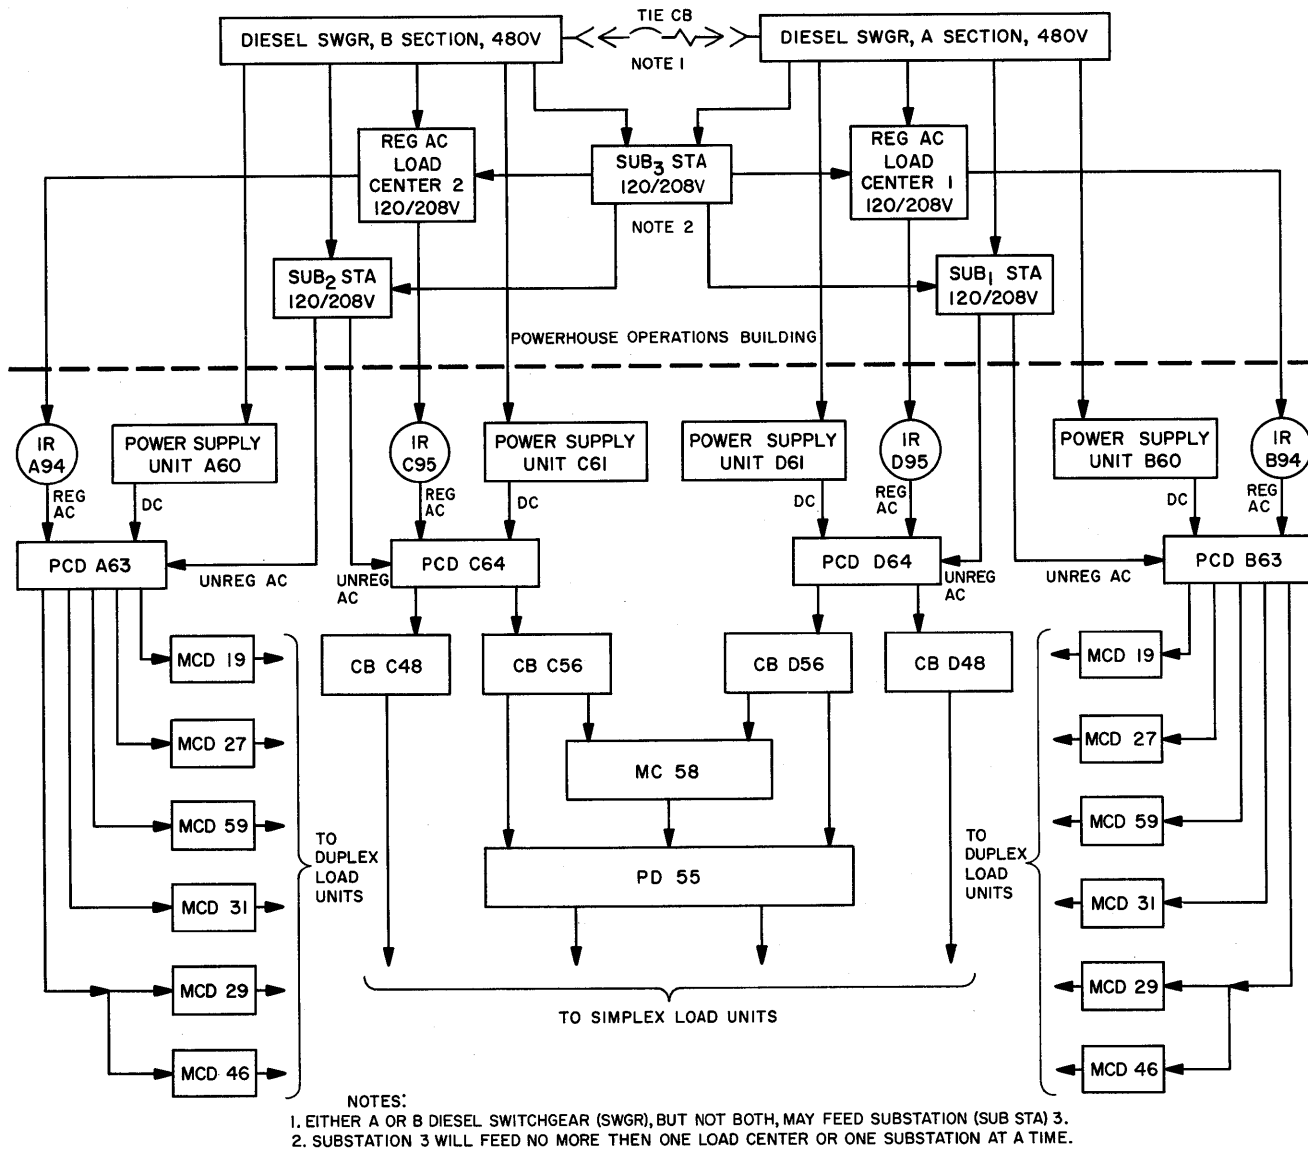 TIE CB
DIESEL SWGR, B SECTION, 480V
DIESEL SWGR, A SECTION, 480V
NOTE 1
REG AC
LOAD
CENTER 2
120/208V
SUB3 STA
120/208V
REG AC
LOAD
CENTER 1
120/208V
NOTE 2
SUB2 STA
120/208V
SUB1 STA
120/208V
POWERHOUSE OPERATIONS BUILDING
IR
A94
POWER SUPPLY
UNIT A60
IR
C95
POWER SUPPLY
UNIT C61
POWER SUPPLY
UNIT D61
IR
D95
POWER SUPPLY
UNIT B60
IR
B94
REG
AC
DC
REG
AC
DC
DC
REG
AC
DC
REG
AC
PCD A63
UNREG AC
UNREG
AC
PCD C64
PCD D64
UNREG
AC
UNREG AC
PCD B63
MCD 19
MCD 27
MCD 59
MCD 31
MCD 29
MCD 46
TO
DUPLEX
LOAD
UNITS
CB C48
CB C56
CB D56
CB D48
MC 58
PD 55
TO SIMPLEX LOAD UNITS
TO
DUPLEX
LOAD
UNITS
MCD 19
MCD 27
MCD 59
MCD 31
MCD 29
MCD 46
NOTES:
1. EITHER A OR B DIESEL SWITCHGEAR (SWGR), BUT NOT BOTH, MAY FEED SUBSTATION (SUB STA) 3.
2. SUBSTATION 3 WILL FEED NO MORE THEN ONE LOAD CENTER OR ONE SUBSTATION AT A TIME.